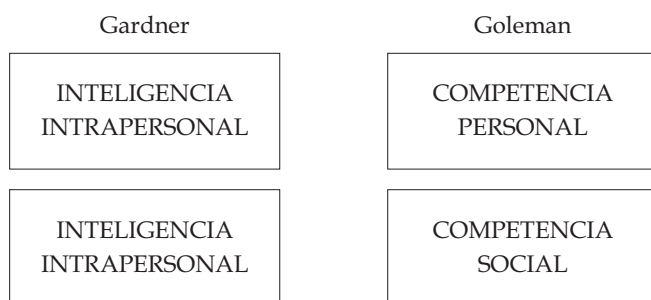 Gardner
Goleman
INTELIGENCIA
INTRAPERSONAL
COMPETENCIA
PERSONAL
INTELIGENCIA
INTRAPERSONAL
COMPETENCIA
SOCIAL